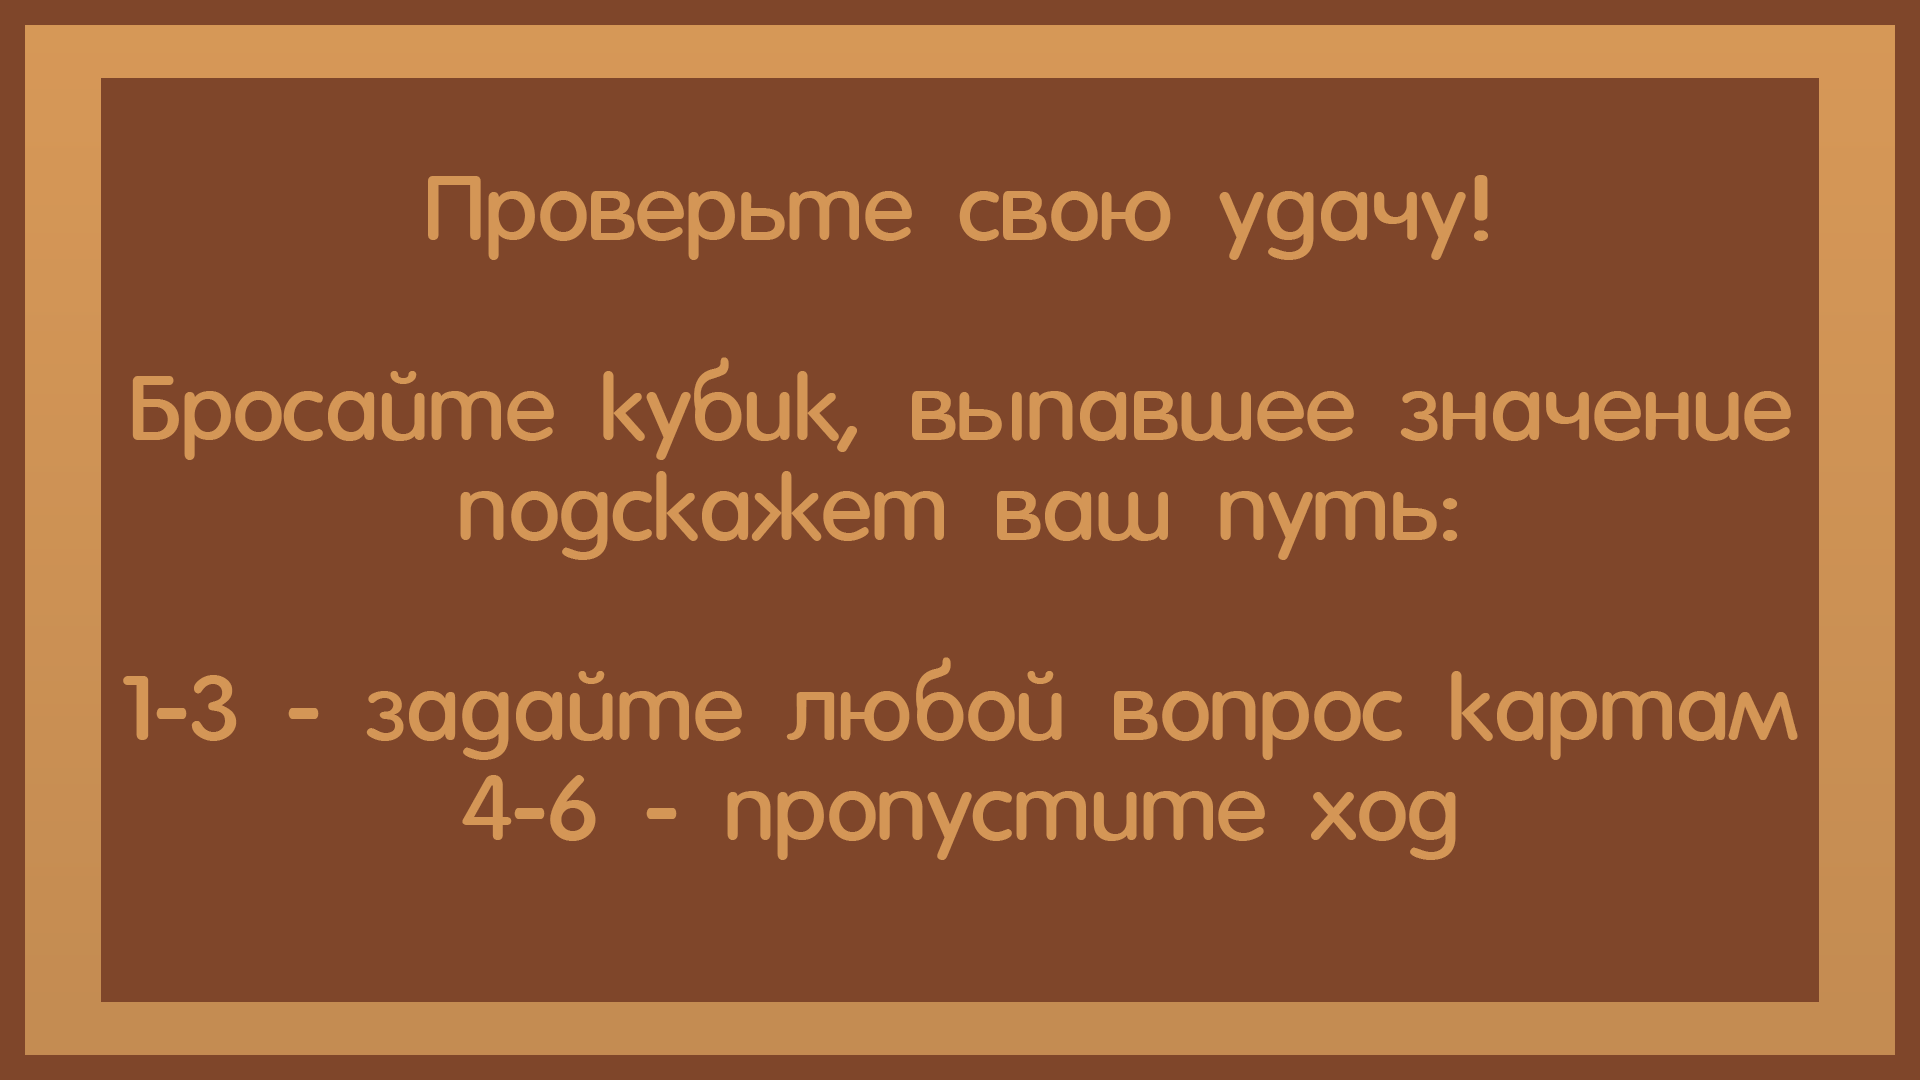 Проверьте свою удачу!
Бросайте кубик, выпавшее значение
подскажет ваш путь:
1-3 - задайте любой вопрос картам
4-6 - пропустите ход